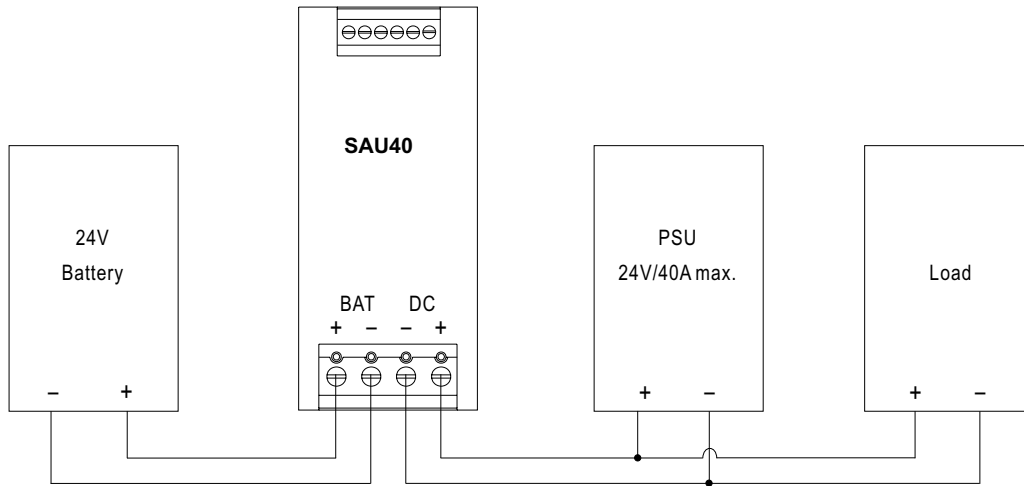 SAU40
24V
Battery
PSU
24V/40A max.
Load
BAT DC
+ − − +
− +
+ −
+ −